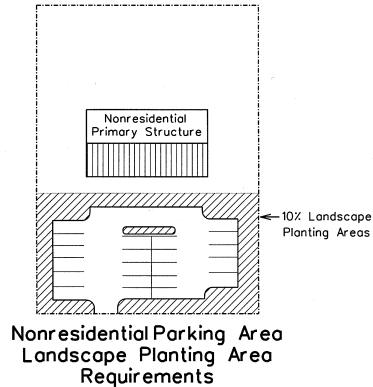 Nonresidential
Primary Structure
10% Landscape
Planting Areas
Nonresidential Parking Area
Landscape Planting Area
Requirements